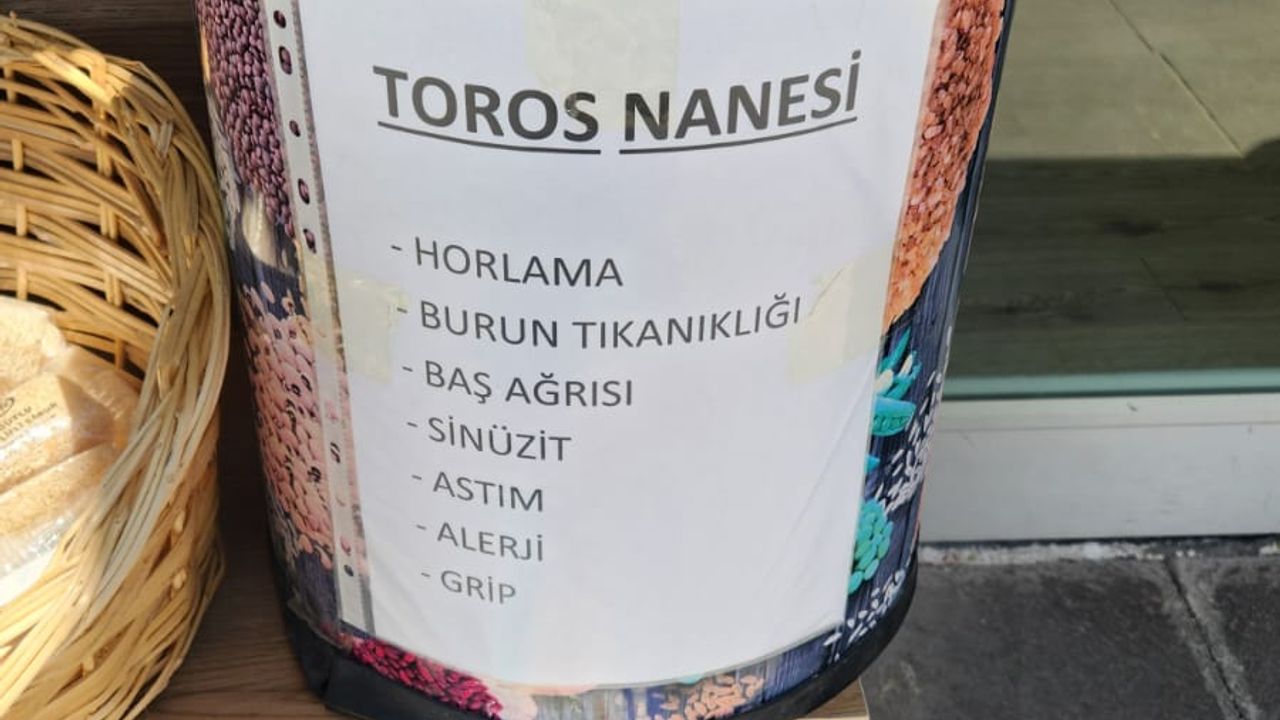 TOROS NANESİ
- HORLAMA
- BURUN TIKANIKLIĞI
- BAŞ AĞRISI
- SİNÜZİT
- ASTIM
- ALERJİ
- GRİP